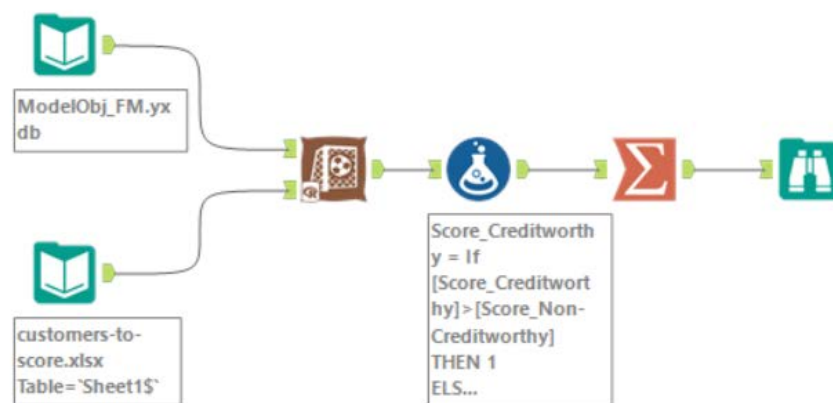 ModelObj_FM.yx
db
customers-to-
score.xlsx
Table=`Sheet1$`
Score_Creditworth
y = If
[Score_Creditwort
hy]>[Score_Non-
Creditworthy]
THEN 1
ELS...